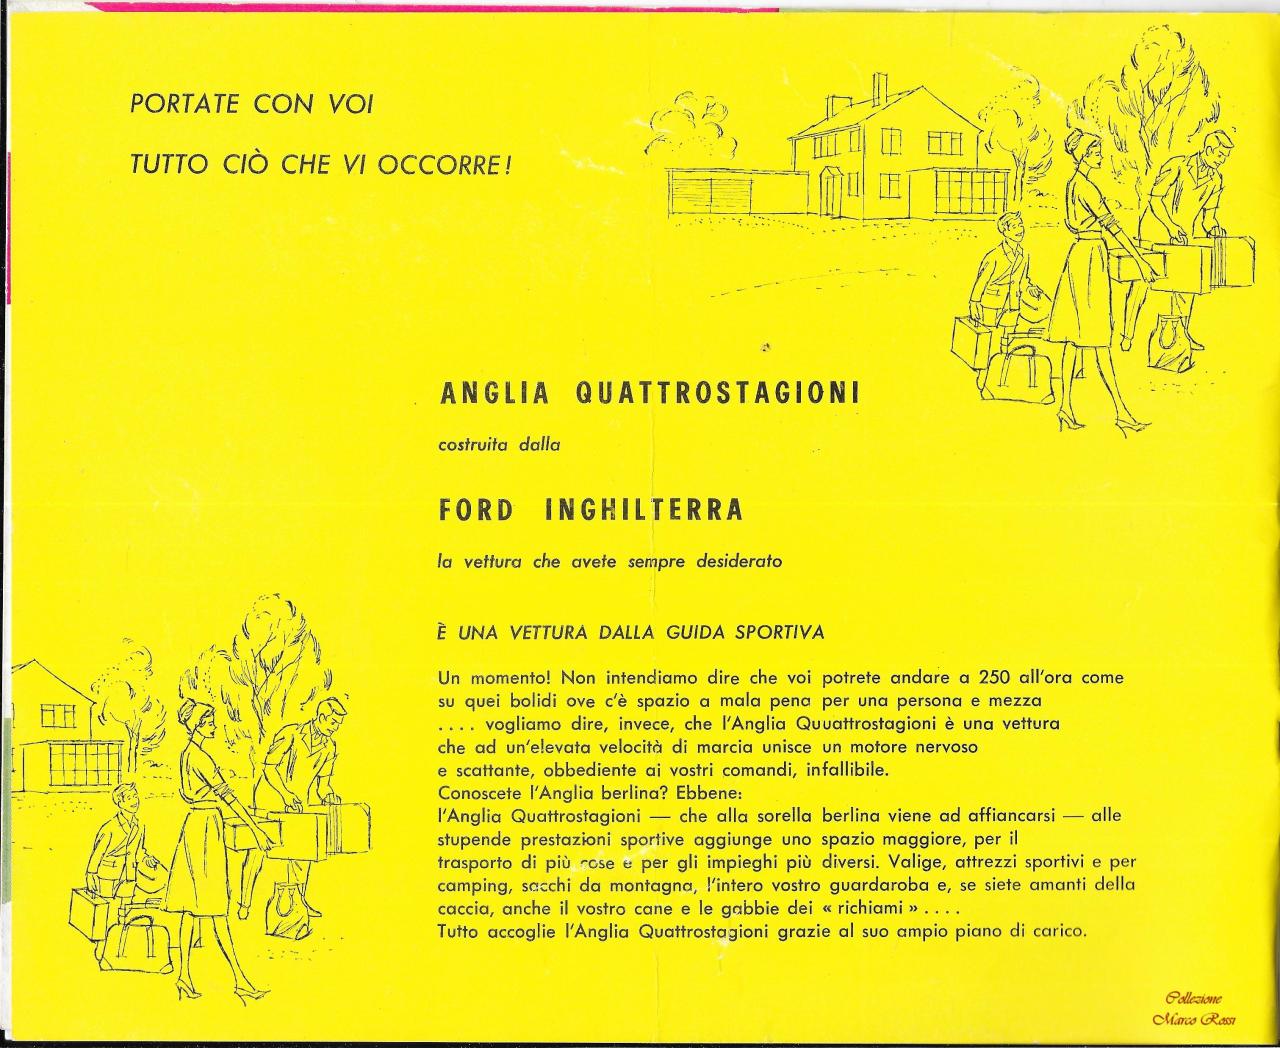 PORTATE CON VOI
TUTTO CIÒ CHE VI OCCORRE!
ANGLIA QUATTROSTAGIONI
costruita dalla
FORD INGHILTERRA
la vettura che avete sempre desiderato
È UNA VETTURA DALLA GUIDA SPORTIVA
Un momento! Non intendiamo dire che voi potrete andare a 250 all'ora come
su quei bolidi ove c'è spazio a mala pena per una persona e mezza
.... vogliamo dire, invece, che l'Anglia Quuattrostagioni è una vettura
che ad un'elevata velocità di marcia unisce un motore nervoso
e scattante, obbediente ai vostri comandi, infallibile.
Conoscete l'Anglia berlina? Ebbene:
l'Anglia Quattrostagioni — che alla sorella berlina viene ad affiancarsi — alle
stupende prestazioni sportive aggiunge uno spazio maggiore, per il
trasporto di più cose e per gli impieghi più diversi. Valige, attrezzi sportivi e per
camping, sacchi da montagna, l'intero vostro guardaroba e, se siete amanti della
caccia, anche il vostro cane e le gabbie dei « richiami » ....
Tutto accoglie l'Anglia Quattrostagioni grazie al suo ampio piano di carico.
Collezione
Marco Rossi